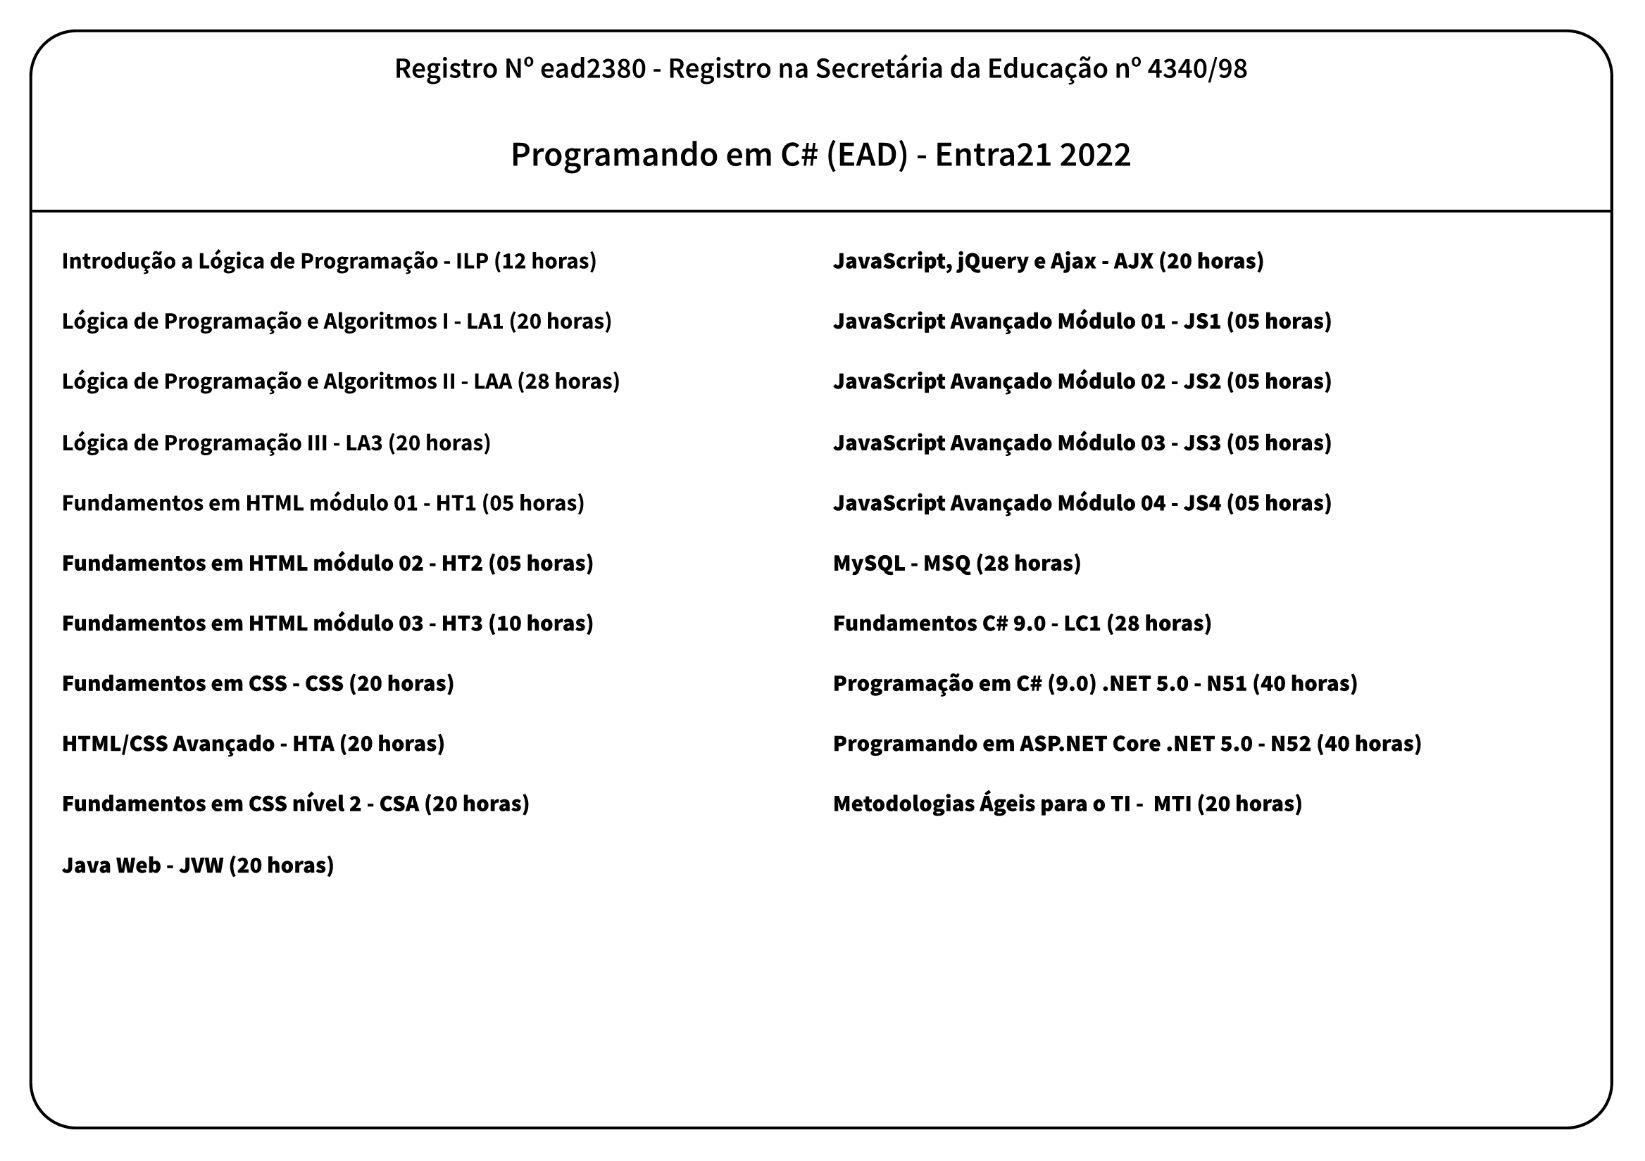 Registro Nº ead2380 - Registro na Secretária da Educação nº 4340/98
Programando em C# (EAD) - Entra21 2022
Introdução a Lógica de Programação - ILP (12 horas)
Lógica de Programação e Algoritmos I - LA1 (20 horas)
Lógica de Programação e Algoritmos II - LAA (28 horas)
Lógica de Programação III - LA3 (20 horas)
Fundamentos em HTML módulo 01 - HT1 (05 horas)
Fundamentos em HTML módulo 02 - HT2 (05 horas)
Fundamentos em HTML módulo 03 - HT3 (10 horas)
Fundamentos em CSS - CSS (20 horas)
HTML/CSS Avançado - HTA (20 horas)
Fundamentos em CSS nível 2 - CSA (20 horas)
Java Web - JVW (20 horas)
JavaScript, jQuery e Ajax - AJX (20 horas)
JavaScript Avançado Módulo 01 - JS1 (05 horas)
JavaScript Avançado Módulo 02 - JS2 (05 horas)
JavaScript Avançado Módulo 03 - JS3 (05 horas)
JavaScript Avançado Módulo 04 - JS4 (05 horas)
MySQL - MSQ (28 horas)
Fundamentos C# 9.0 - LC1 (28 horas)
Programação em C# (9.0) .NET 5.0 - N51 (40 horas)
Programando em ASP.NET Core .NET 5.0 - N52 (40 horas)
Metodologias Ágeis para o TI -  MTI (20 horas)